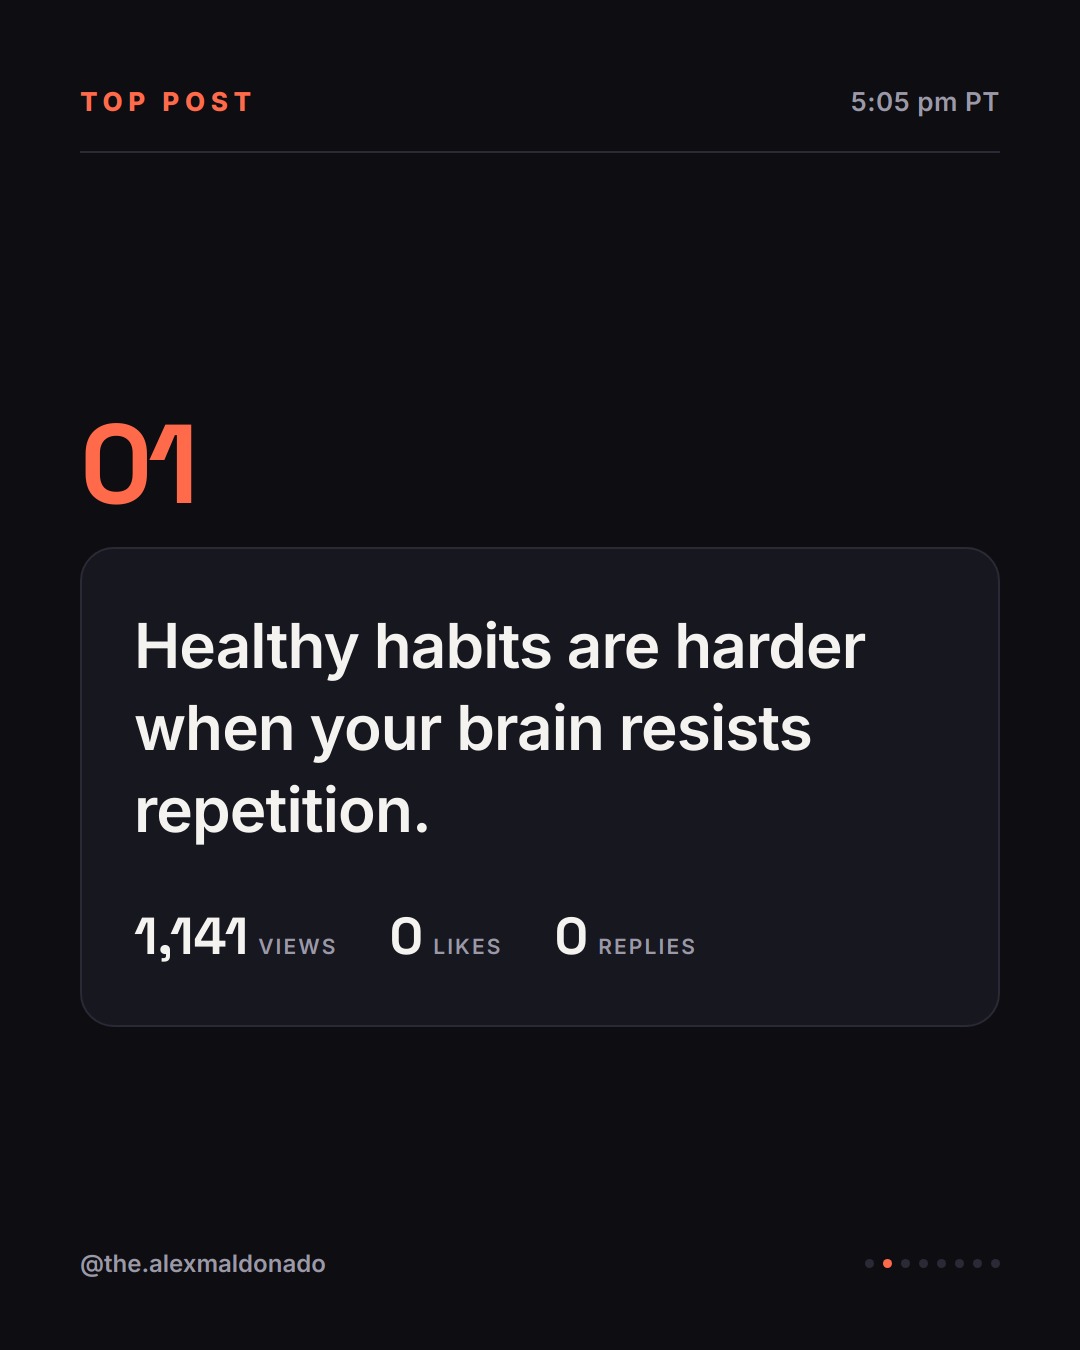 TOP POST
5:05 pm PT
01
Healthy habits are harder
when your brain resists
repetition.
1,141 VIEWS 0 LIKES 0 REPLIES
@the.alexmaldonado